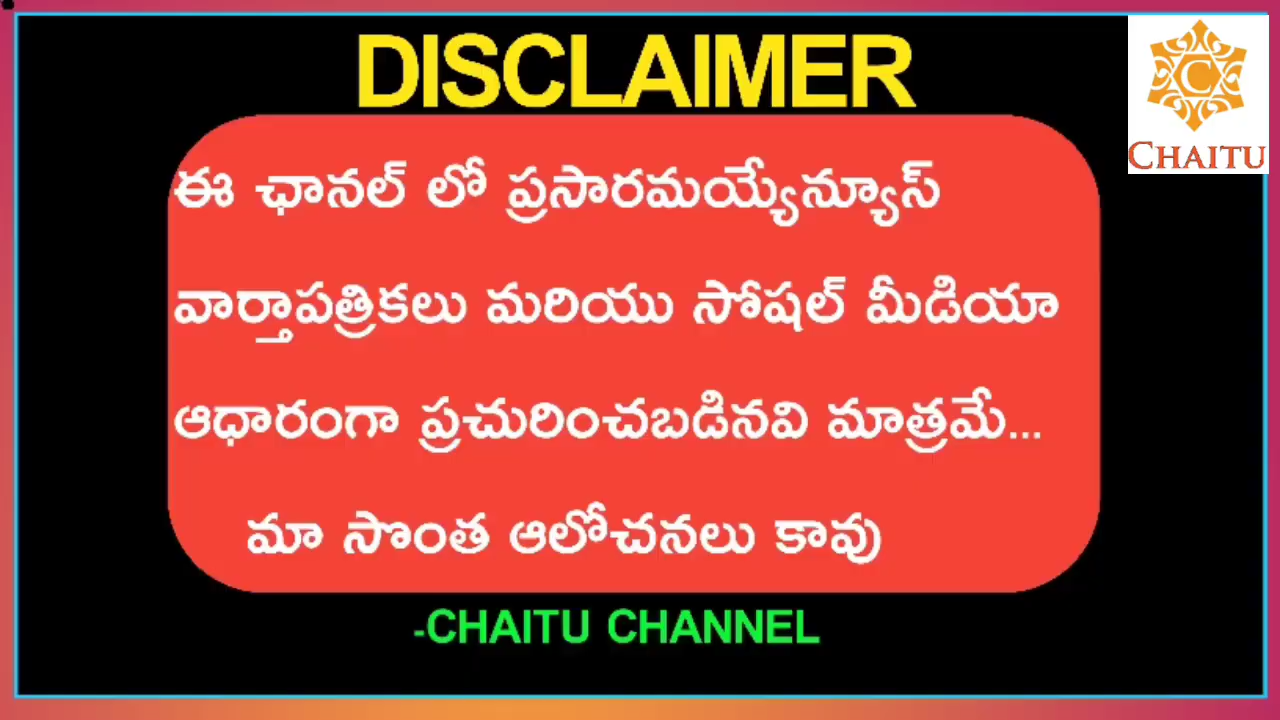 DISCLAIMER
C
CHAITU
ఈ ఛానల్ లో ప్రసారమయ్యేన్యూస్
వార్తాపత్రికలు మరియు సోషల్ మీడియా
ఆధారంగా ప్రచురించబడినవి మాత్రమే...
మా సొంత ఆలోచనలు కావు
-CHAITU CHANNEL